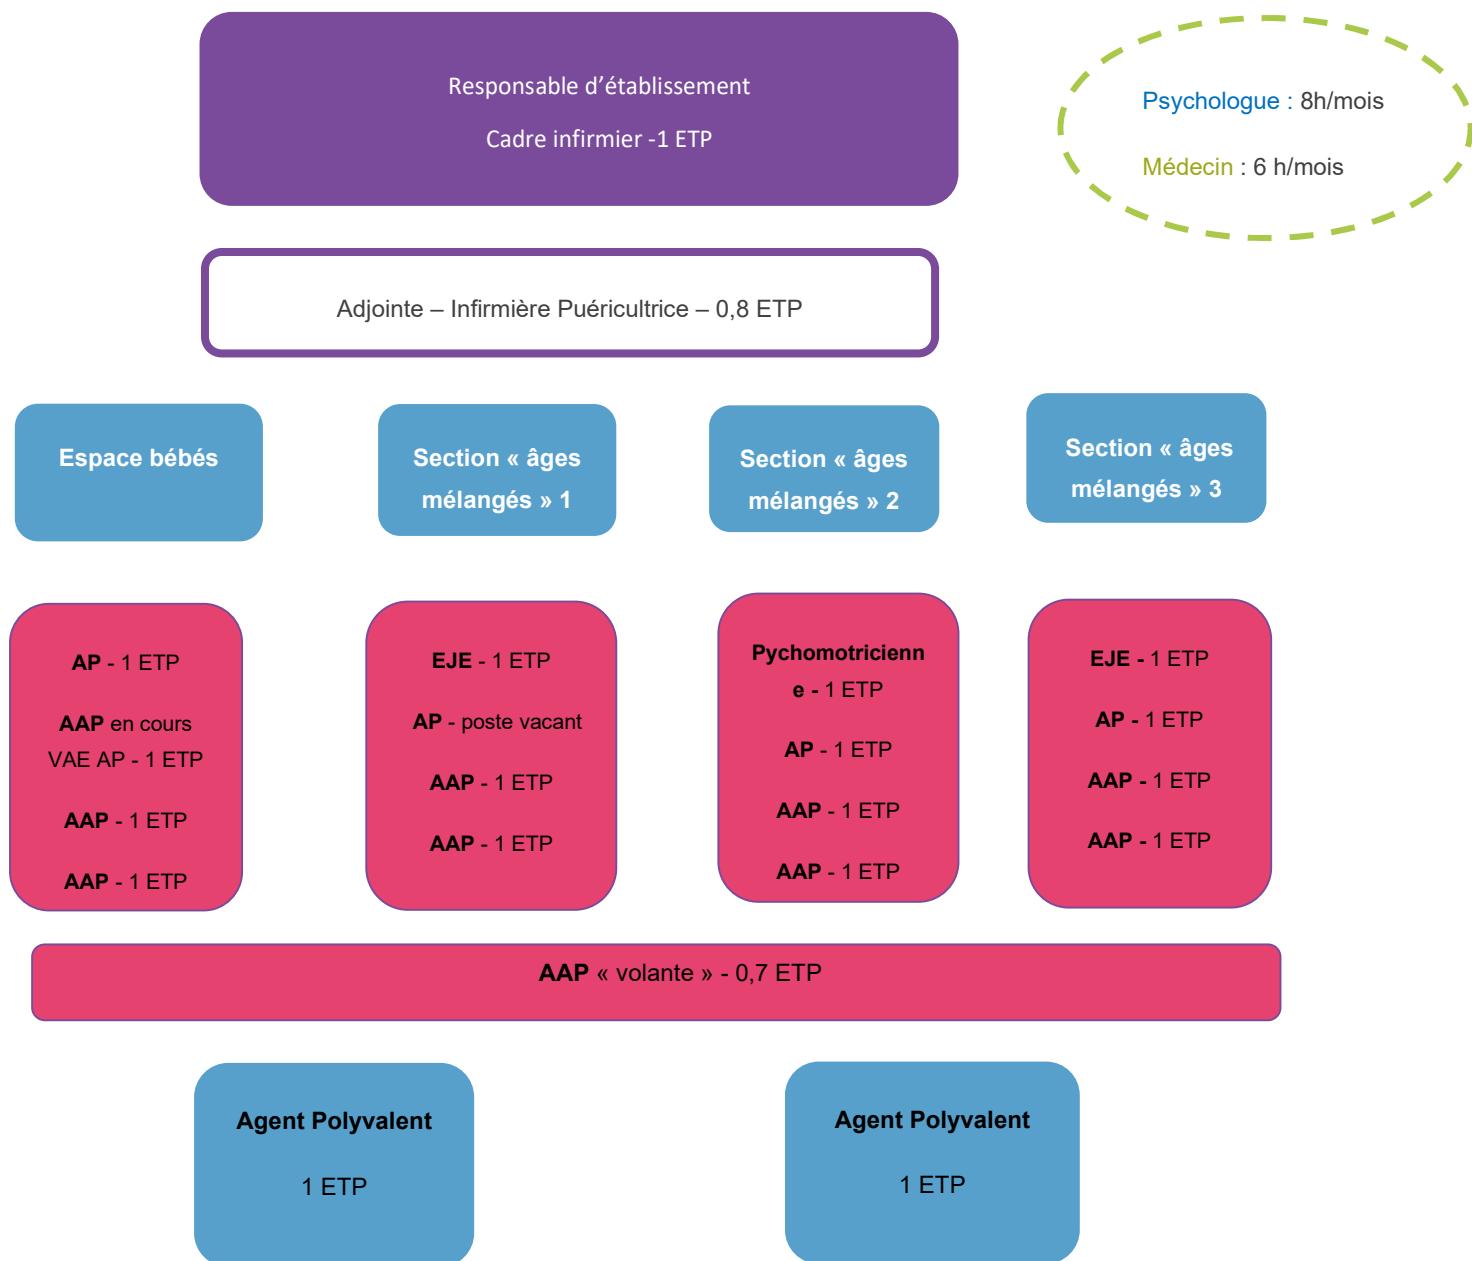 Responsable d’établissement
Cadre infirmier -1 ETP
Psychologue : 8h/mois
Médecin : 6 h/mois
Adjointe – Infirmière Puéricultrice – 0,8 ETP
Espace bébés
Section « âges
mélangés » 1
Section « âges
mélangés » 2
Section « âges
mélangés » 3
AP - 1 ETP
AAP en cours
VAE AP - 1 ETP
AAP - 1 ETP
AAP - 1 ETP
EJE - 1 ETP
AP - poste vacant
AAP - 1 ETP
AAP - 1 ETP
Pychomotricienn
e - 1 ETP
AP - 1 ETP
AAP - 1 ETP
AAP - 1 ETP
EJE - 1 ETP
AP - 1 ETP
AAP - 1 ETP
AAP - 1 ETP
AAP « volante » - 0,7 ETP
Agent Polyvalent
1 ETP
Agent Polyvalent
1 ETP